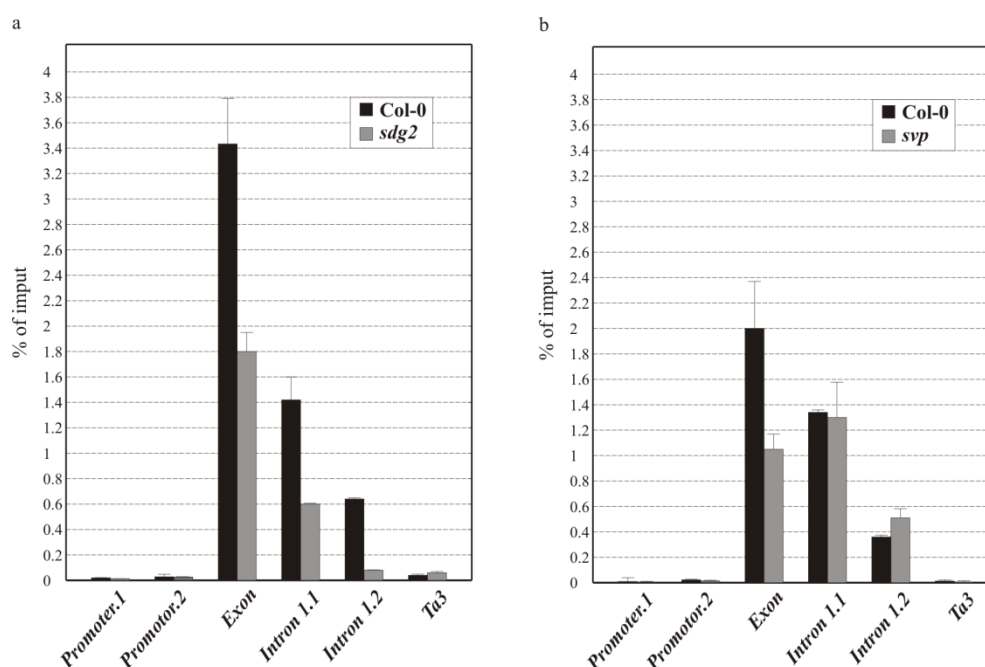 a
% of imput
4
3.8
3.6
3.4
3.2
3
2.8
2.6
2.4
2.2
2
1.8
1.6
1.4
1.2
1
0.8
0.6
0.4
0.2
0
Col-0
sdg2
Promoter.1
Promotor.2
Exon
Intron 1.1
Intron 1.2
Ta3
b
% of imput
4
3.8
3.6
3.4
3.2
3
2.8
2.6
2.4
2.2
2
1.8
1.6
1.4
1.2
1
0.8
0.6
0.4
0.2
0
Col-0
svp
Promoter.1
Promotor.2
Exon
Intron 1.1
Intron 1.2
Ta3